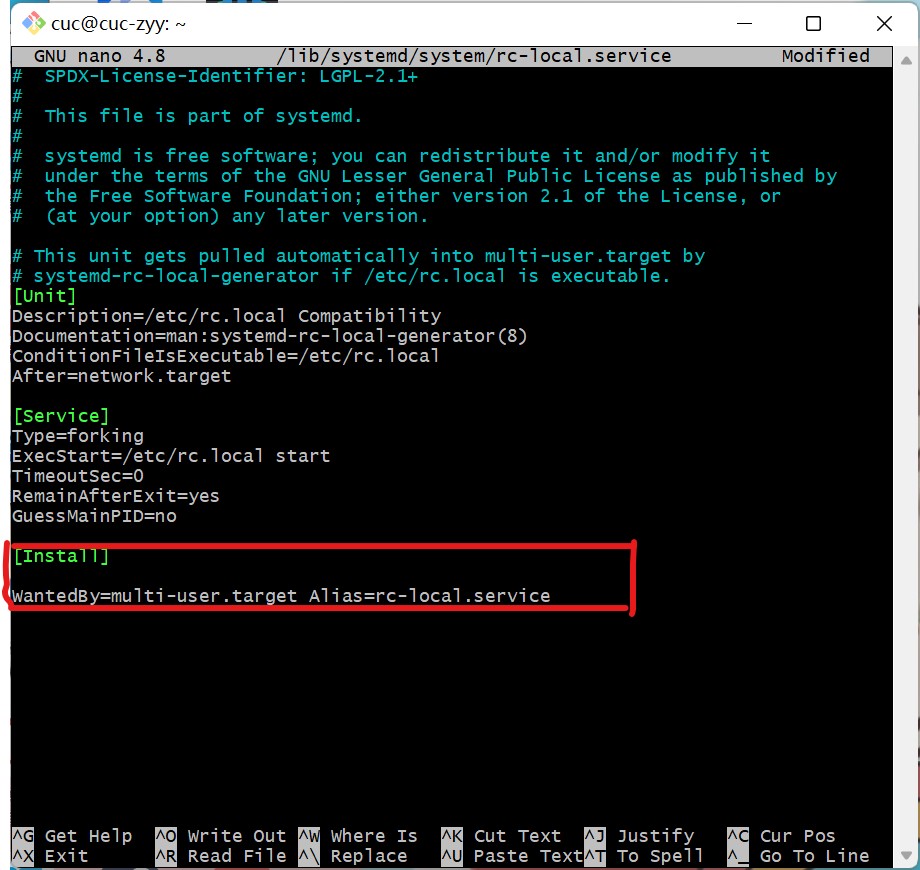 cuc@cuc-zyy: ~
GNU nano 4.8 /lib/systemd/system/rc-local.service Modified
#  SPDX-License-Identifier: LGPL-2.1+
#
#  This file is part of systemd.
#
#  systemd is free software; you can redistribute it and/or modify it
#  under the terms of the GNU Lesser General Public License as published by
#  the Free Software Foundation; either version 2.1 of the License, or
#  (at your option) any later version.
# This unit gets pulled automatically into multi-user.target by
# systemd-rc-local-generator if /etc/rc.local is executable.
[Unit]
Description=/etc/rc.local Compatibility
Documentation=man:systemd-rc-local-generator(8)
ConditionFileIsExecutable=/etc/rc.local
After=network.target
[Service]
Type=forking
ExecStart=/etc/rc.local start
TimeoutSec=0
RemainAfterExit=yes
GuessMainPID=no
[Install]
WantedBy=multi-user.target Alias=rc-local.service
^G Get Help ^O Write Out ^W Where Is ^K Cut Text ^J Justify ^C Cur Pos
^X Exit ^R Read File ^\ Replace ^U Paste Text ^T To Spell ^_ Go To Line